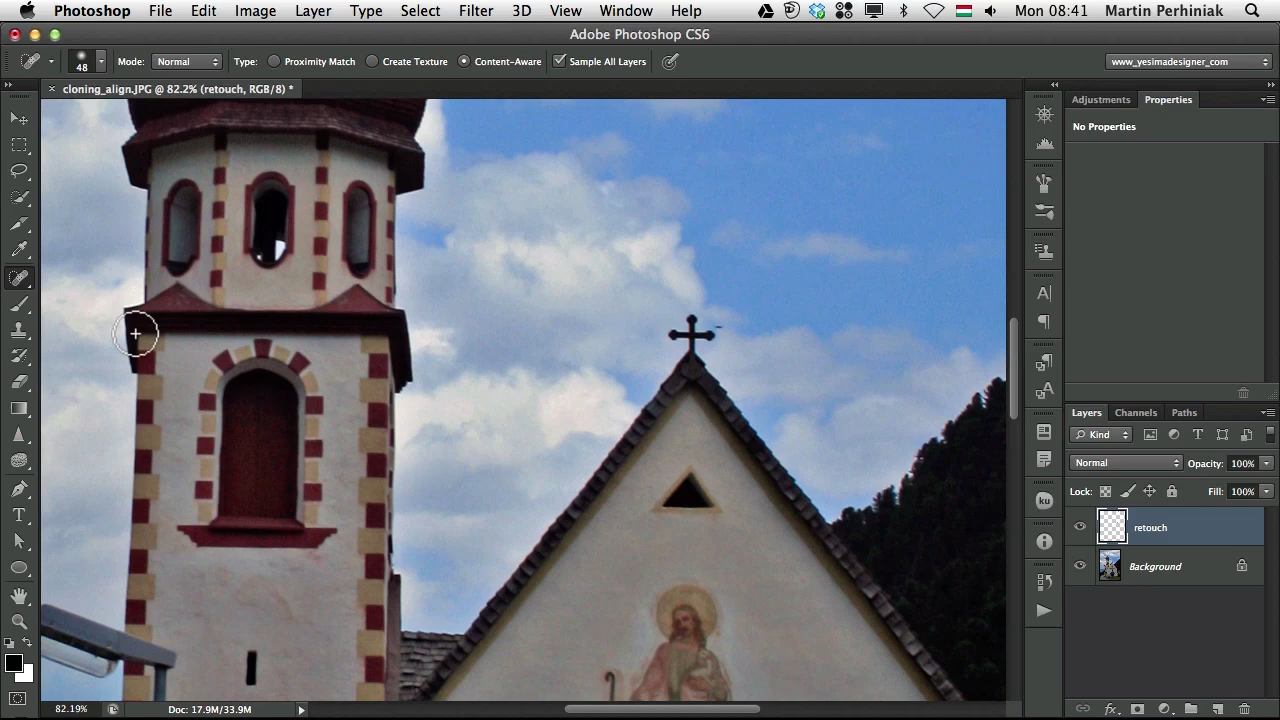 Photoshop File Edit Image Layer Type Select Filter 3D View Window Help Mon 08:41 Martin Perhiniak
Adobe Photoshop CS6
48 Mode: Normal Type: Proximity Match Create Texture Content-Aware Sample All Layers www_yesimadesigner_com
× cloning_align.JPG @ 82.2% (retouch, RGB/8) *
Adjustments Properties
No Properties
Layers Channels Paths
Kind
Normal Opacity: 100%
Lock: Fill: 100%
ku
retouch
Background
82.19% Doc: 17.9M/33.9M